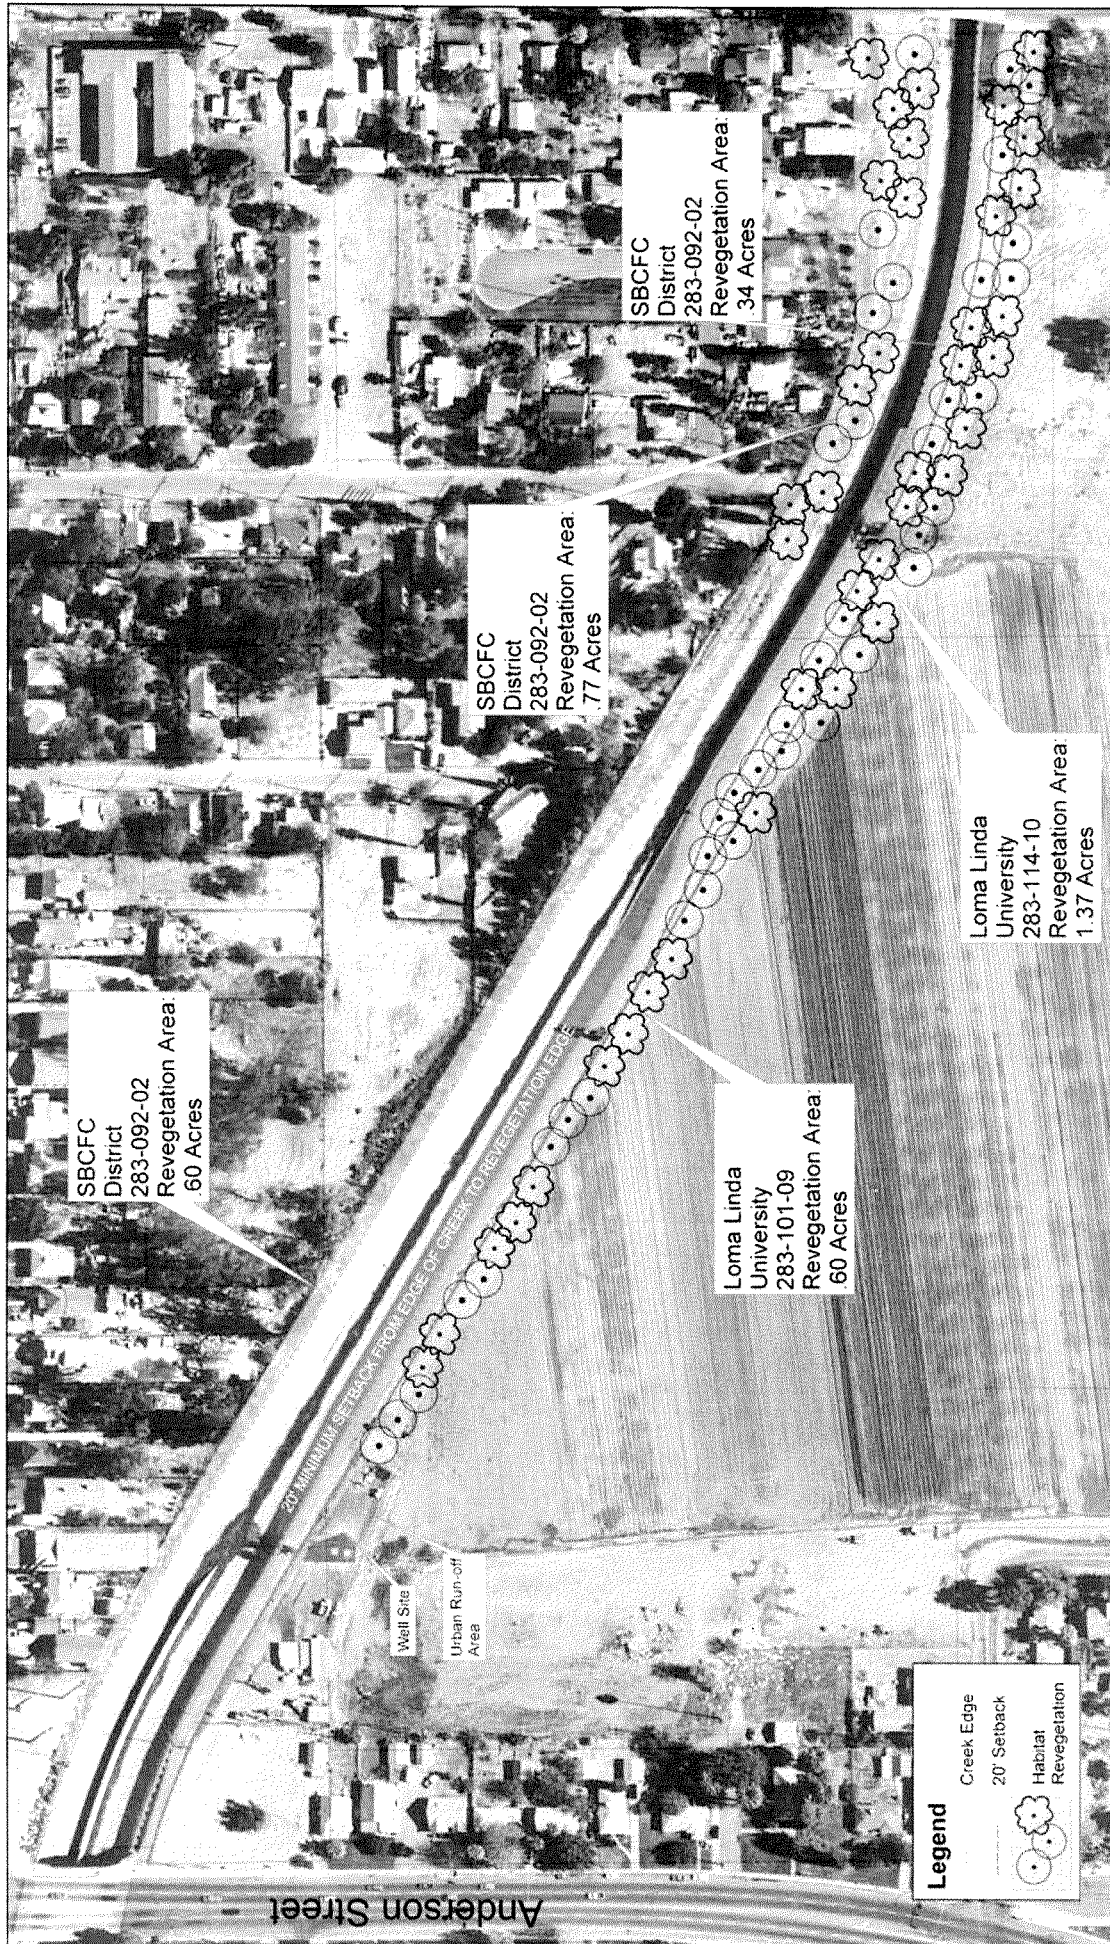 SBCFC
District
283-092-02
Revegetation Area:
.60 Acres
SBCFC
District
283-092-02
Revegetation Area:
.77 Acres
SBCFC
District
283-092-02
Revegetation Area:
.34 Acres
20' MINIMUM SETBACK FROM EDGE OF CREEK TO REVEGETATION EDGE
Loma Linda
University
283-101-09
Revegetation Area:
.60 Acres
Loma Linda
University
283-114-10
Revegetation Area:
1.37 Acres
Well Site
Urban Run-off
Area
Anderson Street
Legend
Creek Edge
20' Setback
Habitat
Revegetation